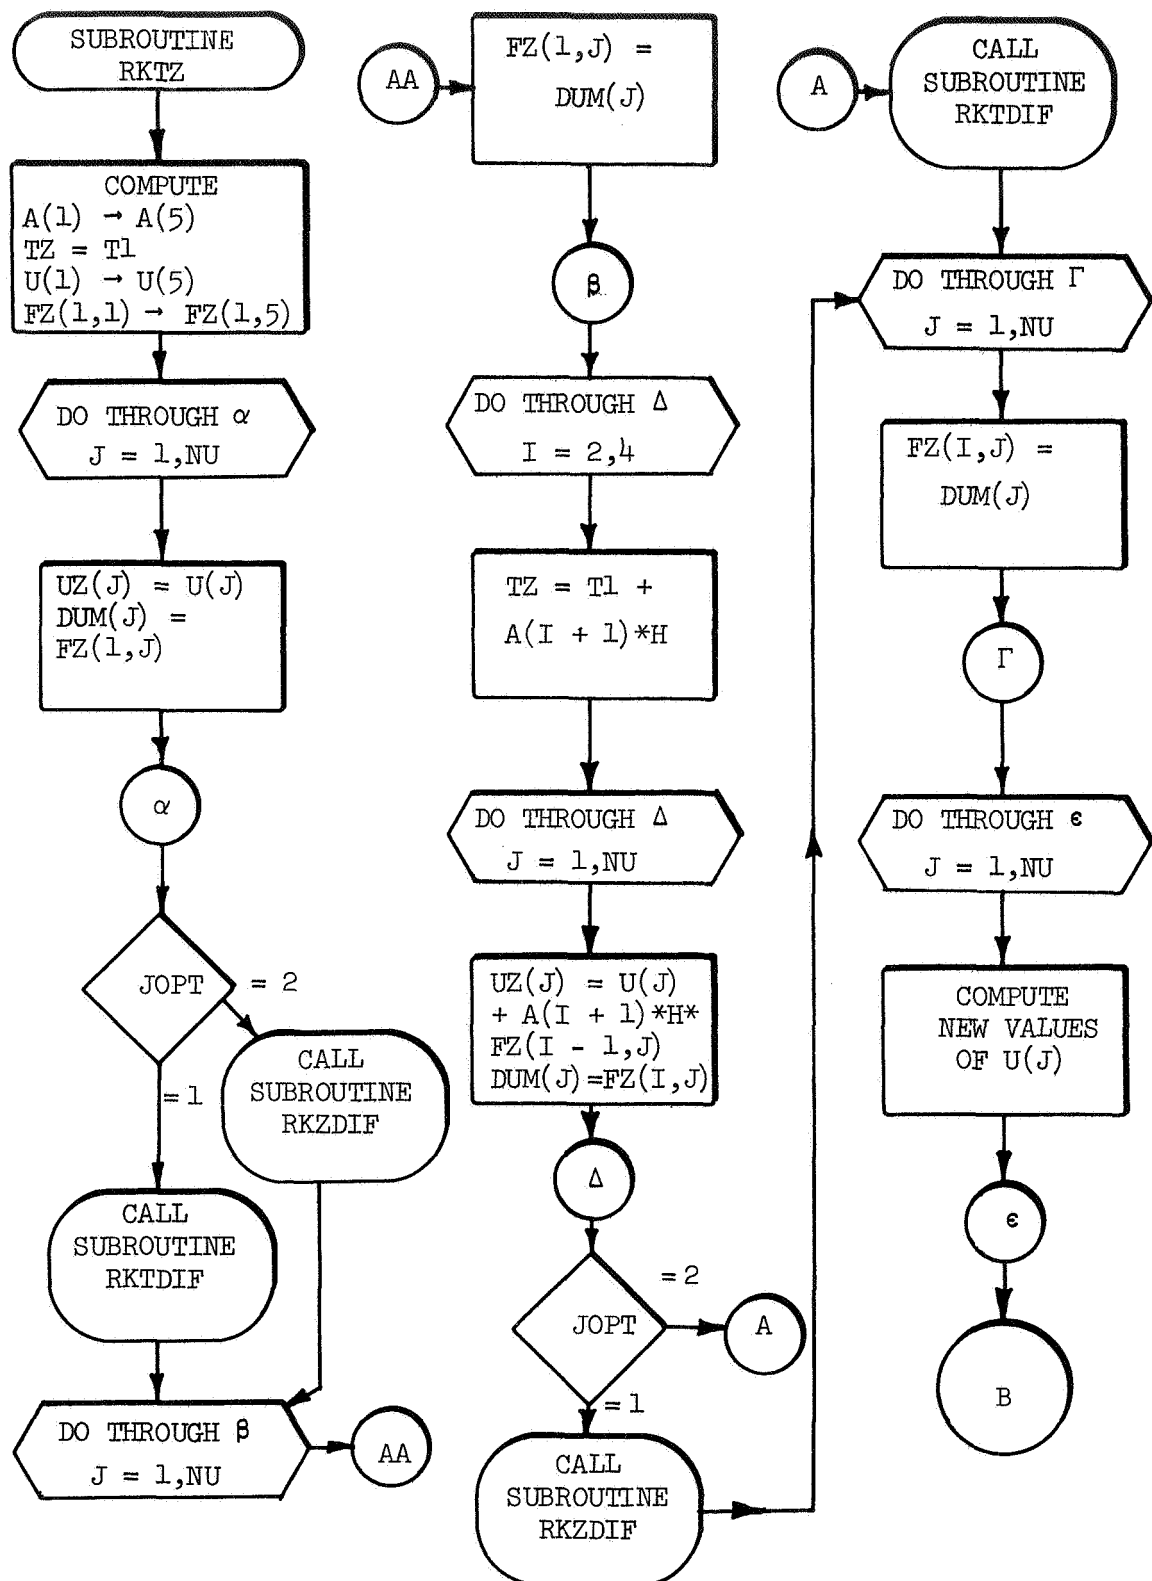 SUBROUTINE
RKTZ
COMPUTE
A(1) → A(5)
TZ = T1
U(1) → U(5)
FZ(1,1) → FZ(1,5)
DO THROUGH α
J = 1,NU
UZ(J) = U(J)
DUM(J) =
FZ(1,J)
α
JOPT
= 2
= 1
CALL
SUBROUTINE
RKZDIF
CALL
SUBROUTINE
RKTDIF
DO THROUGH β
J = 1,NU
AA
AA
FZ(1,J) =
DUM(J)
β
DO THROUGH Δ
I = 2,4
TZ = T1 +
A(I + 1)*H
DO THROUGH Δ
J = 1,NU
UZ(J) = U(J)
+ A(I + 1)*H*
FZ(I - 1,J)
DUM(J)=FZ(I,J)
Δ
JOPT
= 2
A
= 1
CALL
SUBROUTINE
RKZDIF
A
CALL
SUBROUTINE
RKTDIF
DO THROUGH Γ
J = 1,NU
FZ(I,J) =
DUM(J)
Γ
DO THROUGH ϵ
J = 1,NU
COMPUTE
NEW VALUES
OF U(J)
ϵ
B